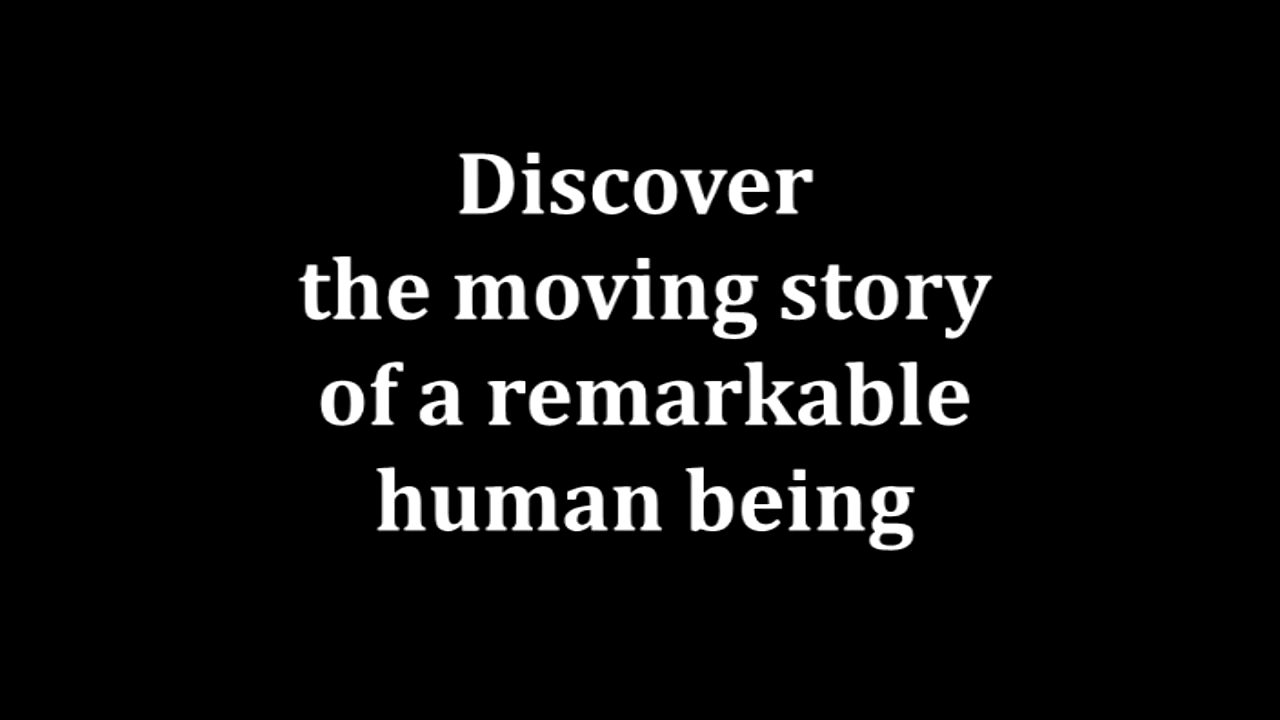 Discover
the moving story
of a remarkable
human being